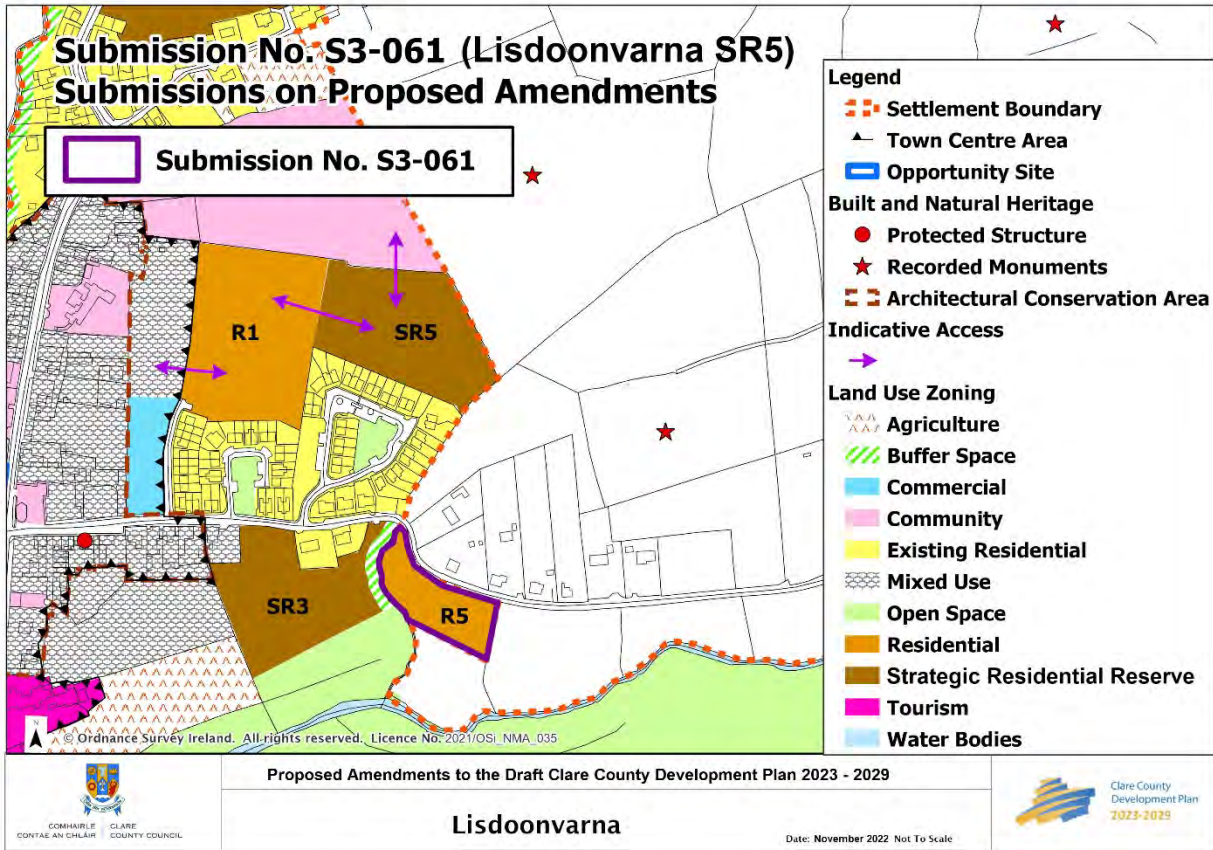 Submission No. S3-061 (Lisdoonvarna SR5)
Submissions on Proposed Amendments
Submission No. S3-061
R1
SR5
SR3
R5
N
© Ordnance Survey Ireland. All rights reserved. Licence No. 2021/OSi_NMA_035
Legend
Settlement Boundary
Town Centre Area
Opportunity Site
Built and Natural Heritage
Protected Structure
Recorded Monuments
Architectural Conservation Area
Indicative Access
Land Use Zoning
Agriculture
Buffer Space
Commercial
Community
Existing Residential
Mixed Use
Open Space
Residential
Strategic Residential Reserve
Tourism
Water Bodies
COMHAIRLE CLARE
CONTAE AN CHLÁIR COUNTY COUNCIL
Proposed Amendments to the Draft Clare County Development Plan 2023 - 2029
Lisdoonvarna
Date: November 2022 Not To Scale
Clare County
Development Plan
2023-2029